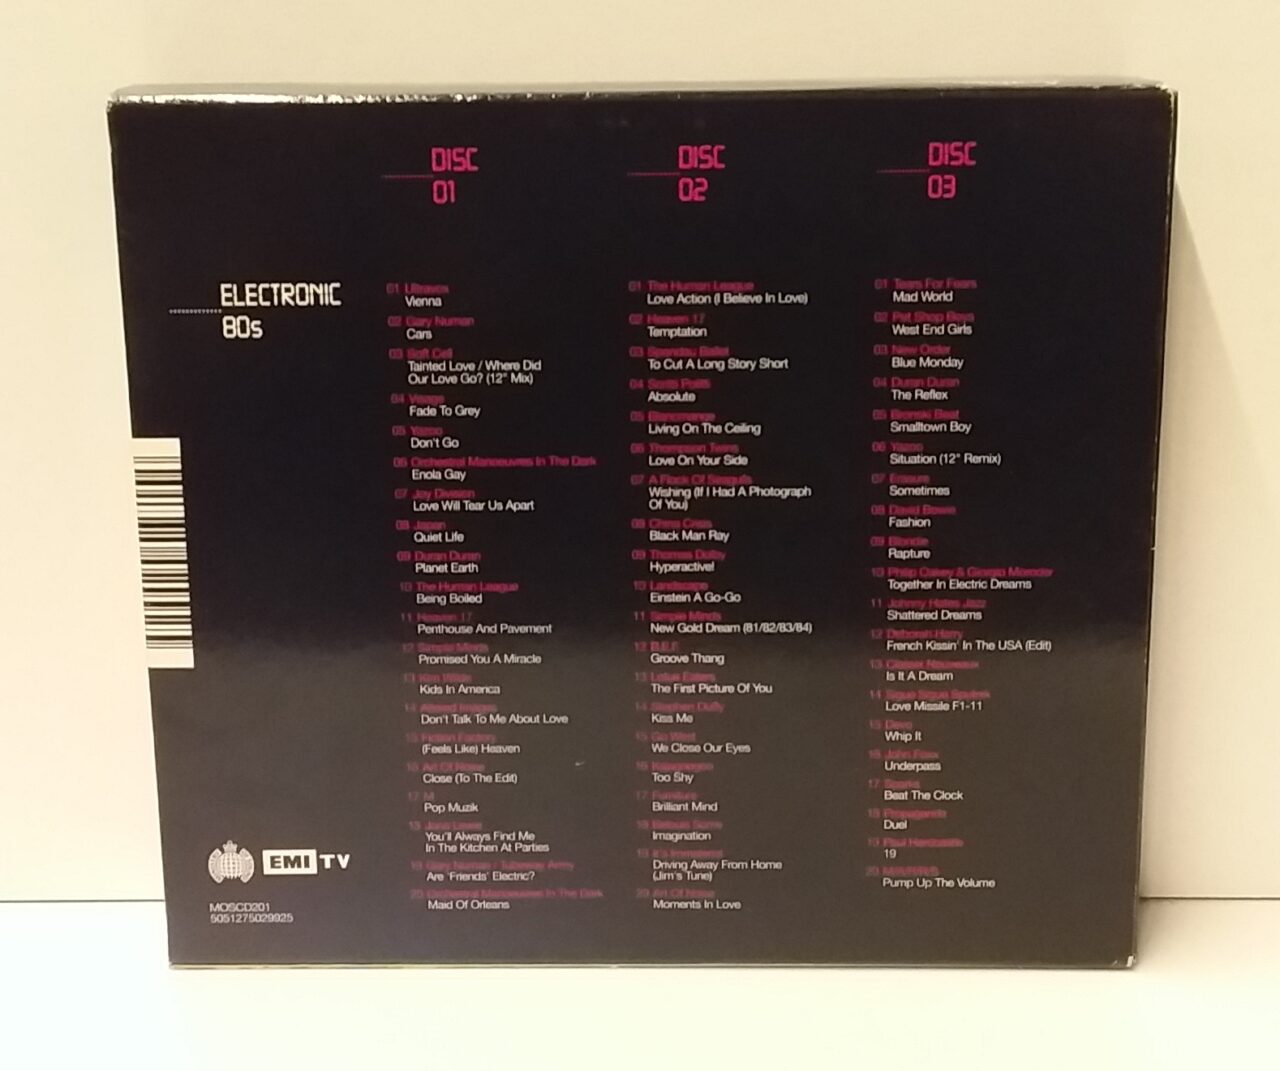 ELECTRONIC
80s
DISC
01
01 Ultravox
Vienna
02 Gary Numan
Cars
03 Soft Cell
Tainted Love / Where Did
Our Love Go? (12" Mix)
04 Visage
Fade To Grey
05 Yazoo
Don't Go
06 Orchestral Manoeuvres In The Dark
Enola Gay
07 Joy Division
Love Will Tear Us Apart
08 Japan
Quiet Life
09 Duran Duran
Planet Earth
10 The Human League
Being Boiled
11 Heaven 17
Penthouse And Pavement
12 Simple Minds
Promised You A Miracle
13 Kim Wilde
Kids In America
14 Altered Images
Don't Talk To Me About Love
15 Fiction Factory
(Feels Like) Heaven
16 Art Of Noise
Close (To The Edit)
17 M
Pop Muzik
18 Jona Lewie
You'll Always Find Me
In The Kitchen At Parties
19 Gary Numan / Tubeway Army
Are 'Friends' Electric?
20 Orchestral Manoeuvres In The Dark
Maid Of Orleans
DISC
02
01 The Human League
Love Action (I Believe In Love)
02 Heaven 17
Temptation
03 Spandau Ballet
To Cut A Long Story Short
04 Scritti Politti
Absolute
05 Blancmange
Living On The Ceiling
06 Thompson Twins
Love On Your Side
07 A Flock Of Seagulls
Wishing (If I Had A Photograph
Of You)
08 China Crisis
Black Man Ray
09 Thomas Dolby
Hyperactive!
10 Landscape
Einstein A Go-Go
11 Simple Minds
New Gold Dream (81/82/83/84)
12 B.E.F.
Groove Thang
13 Lotus Eaters
The First Picture Of You
14 Stephen Duffy
Kiss Me
15 Go West
We Close Our Eyes
16 Kajagoogoo
Too Shy
17 Furniture
Brilliant Mind
18 Belouis Some
Imagination
19 It's Immaterial
Driving Away From Home
(Jim's Tune)
20 Art Of Noise
Moments In Love
DISC
03
01 Tears For Fears
Mad World
02 Pet Shop Boys
West End Girls
03 New Order
Blue Monday
04 Duran Duran
The Reflex
05 Bronski Beat
Smalltown Boy
06 Yazoo
Situation (12" Remix)
07 Erasure
Sometimes
08 David Bowie
Fashion
09 Blondie
Rapture
10 Philip Oakey & Giorgio Moroder
Together In Electric Dreams
11 Johnny Hates Jazz
Shattered Dreams
12 Deborah Harry
French Kissin' In The USA (Edit)
13 Classix Nouveaux
Is It A Dream
14 Sigue Sigue Sputnik
Love Missile F1-11
15 Devo
Whip It
16 John Foxx
Underpass
17 Sparks
Beat The Clock
18 Propaganda
Duel
19 Paul Hardcastle
19
20 M/A/R/R/S
Pump Up The Volume
EMI TV
MOSCD201
5051275029925